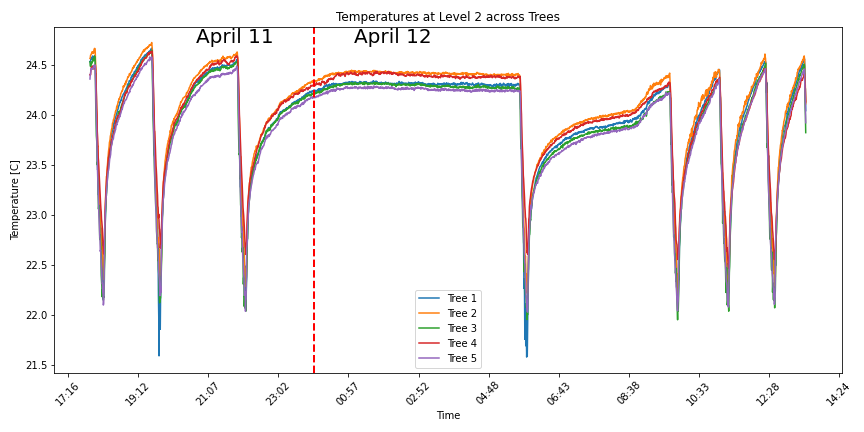 Temperatures at Level 2 across Trees
April 11
April 12
Temperature [C]
24.5
24.0
23.5
23.0
22.5
22.0
21.5
Tree 1
Tree 2
Tree 3
Tree 4
Tree 5
17:16
19:12
21:07
23:02
00:57
02:52
04:48
06:43
08:38
10:33
12:28
14:24
Time